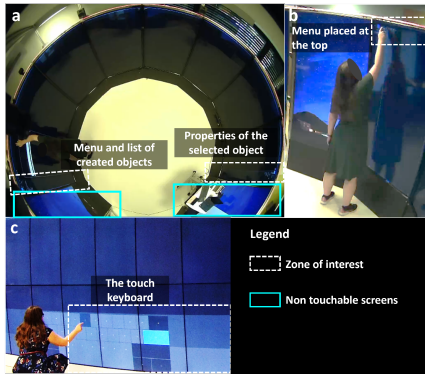 a
b
Menu placed at
the top
Menu and list of
created objects
Properties of the
selected object
c
The touch
keyboard
Legend
Zone of interest
Non touchable screens